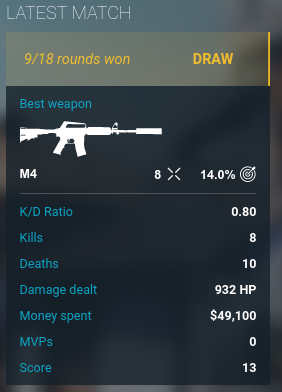 LATEST MATCH
9/18 rounds won DRAW
Best weapon
M4 8 14.0%
K/D Ratio 0.80
Kills 8
Deaths 10
Damage dealt 932 HP
Money spent $49,100
MVPs 0
Score 13